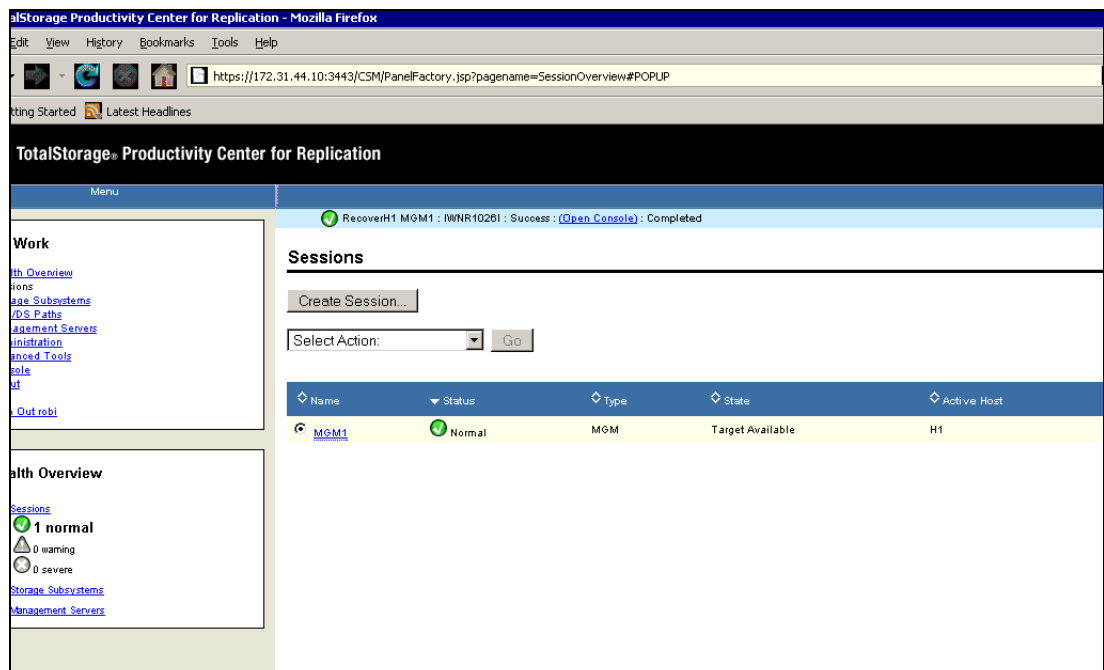 alStorage Productivity Center for Replication - Mozilla Firefox
Edit View History Bookmarks Tools Help
https://172.31.44.10:3443/CSM/PanelFactory.jsp?pagename=SessionOverview#POPUP
tting Started Latest Headlines
TotalStorage® Productivity Center for Replication
Menu
RecoverH1 MGM1 : IWNR1026I : Success : (Open Console) : Completed
Work
lth Overview
sions
age Subsystems
/DS Paths
agement Servers
inistration
anced Tools
sole
ut
Out robi
Sessions
Create Session...
Select Action: Go
Name Status Type State Active Host
MGM1 Normal MGM Target Available H1
alth Overview
Sessions
1 normal
0 warning
0 severe
Storage Subsystems
Management Servers